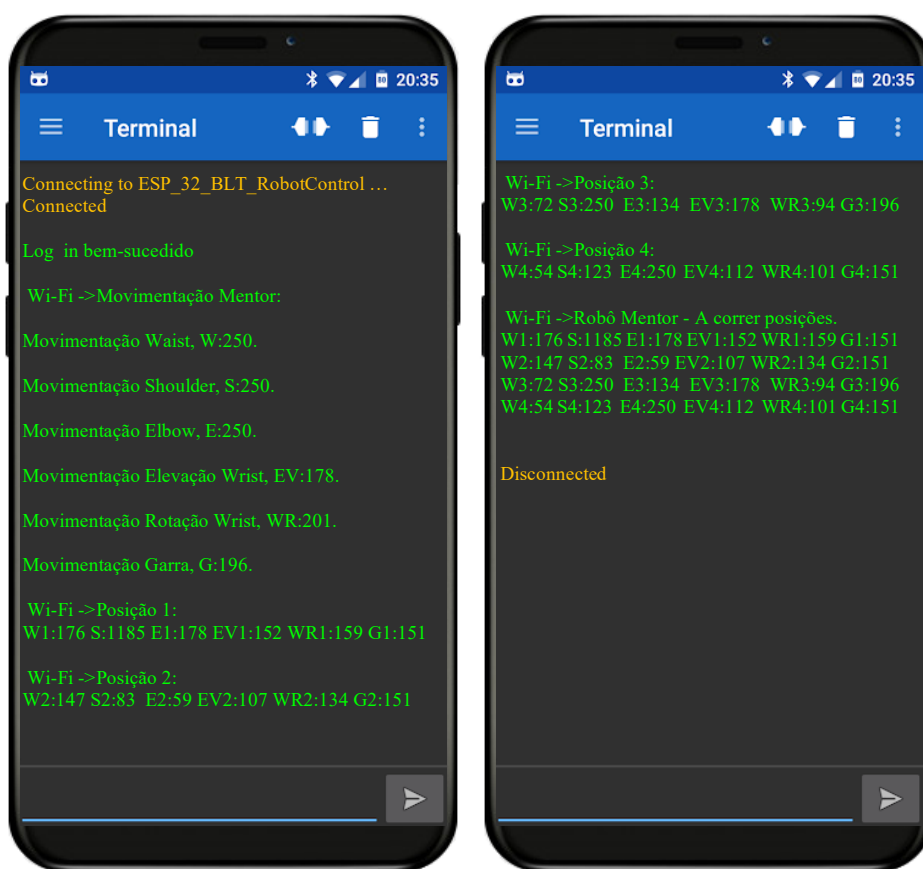 20:35
Terminal
Connecting to ESP_32_BLT_RobotControl …
Connected
Log in bem-sucedido
Wi-Fi ->Movimentação Mentor:
Movimentação Waist, W:250.
Movimentação Shoulder, S:250.
Movimentação Elbow, E:250.
Movimentação Elevação Wrist, EV:178.
Movimentação Rotação Wrist, WR:201.
Movimentação Garra, G:196.
Wi-Fi ->Posição 1:
W1:176 S:1185 E1:178 EV1:152 WR1:159 G1:151
Wi-Fi ->Posição 2:
W2:147 S2:83 E2:59 EV2:107 WR2:134 G2:151
80 20:35
Terminal
Wi-Fi ->Posição 3:
W3:72 S3:250 E3:134 EV3:178 WR3:94 G3:196
Wi-Fi ->Posição 4:
W4:54 S4:123 E4:250 EV4:112 WR4:101 G4:151
Wi-Fi ->Robô Mentor - A correr posições.
W1:176 S:1185 E1:178 EV1:152 WR1:159 G1:151
W2:147 S2:83 E2:59 EV2:107 WR2:134 G2:151
W3:72 S3:250 E3:134 EV3:178 WR3:94 G3:196
W4:54 S4:123 E4:250 EV4:112 WR4:101 G4:151
Disconnected